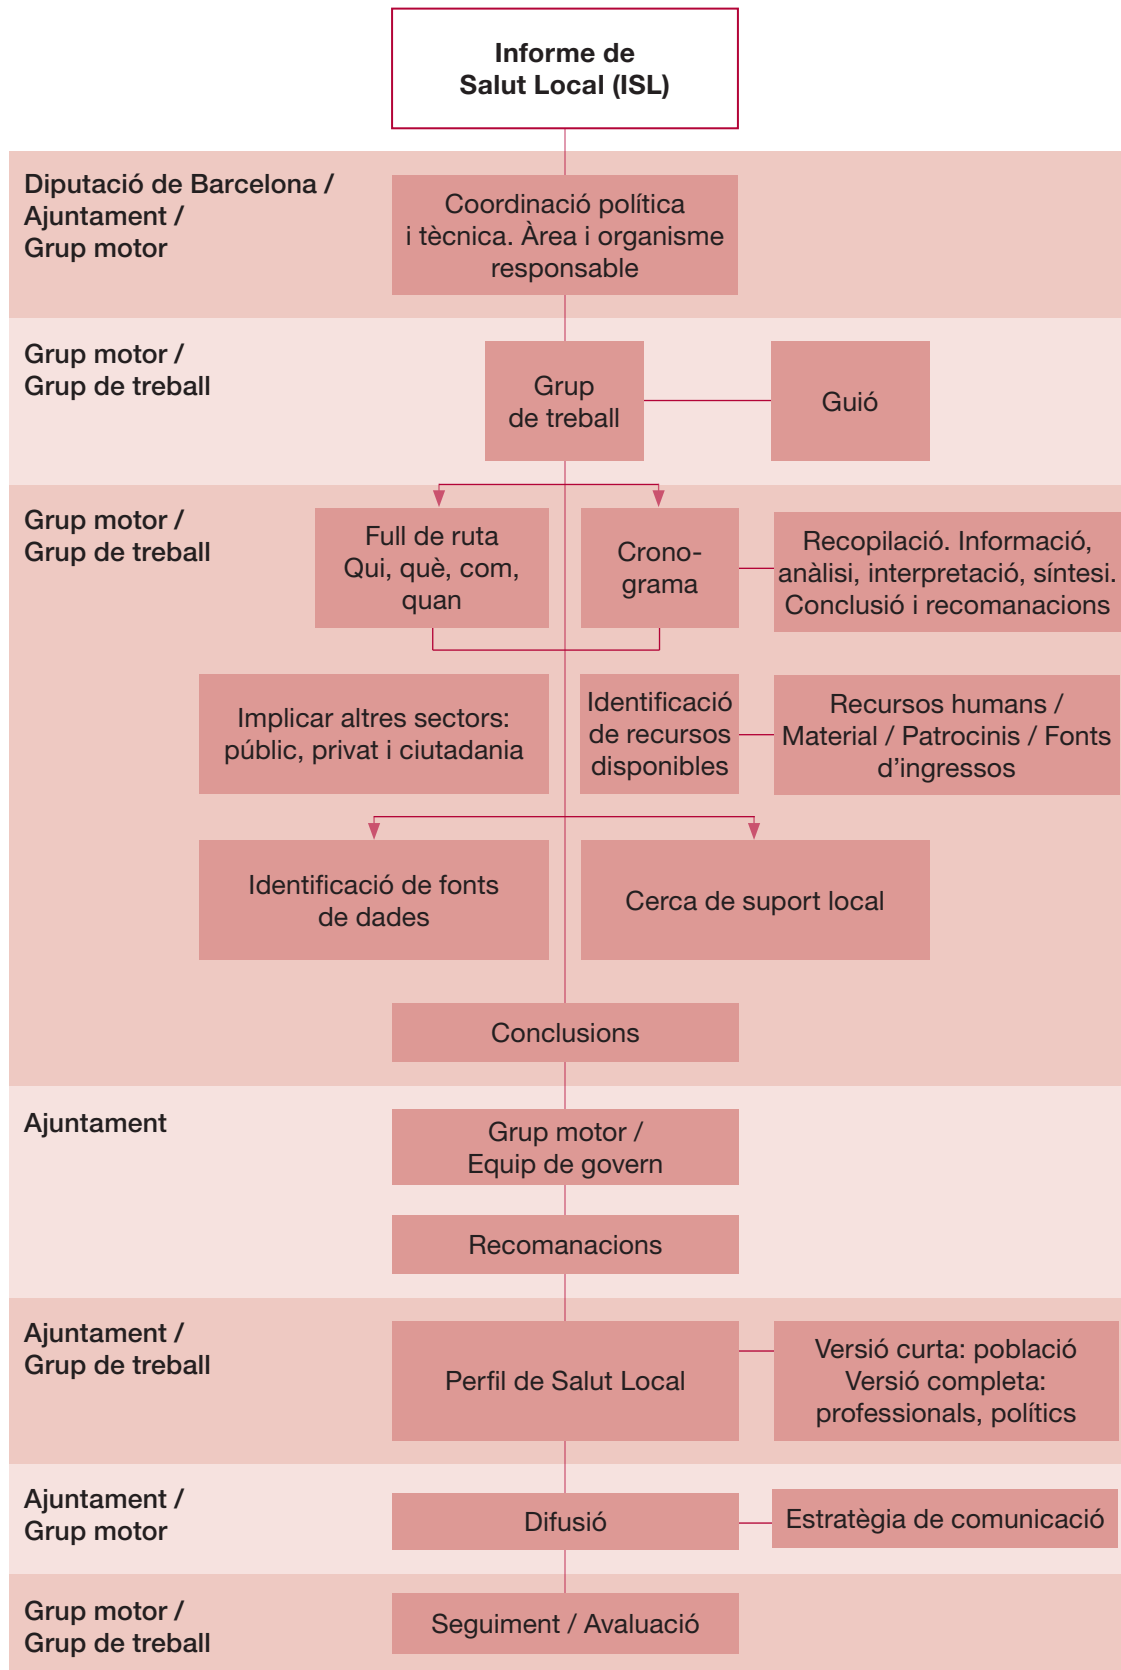 Informe de
Salut Local (ISL)
Diputació de Barcelona /
Ajuntament /
Grup motor
Coordinació política
i tècnica. Àrea i organisme
responsable
Grup motor /
Grup de treball
Grup
de treball
Guió
Grup motor /
Grup de treball
Full de ruta
Qui, què, com,
quan
Crono-
grama
Recopilació. Informació,
anàlisi, interpretació, síntesi.
Conclusió i recomanacions
Implicar altres sectors:
públic, privat i ciutadania
Identificació
de recursos
disponibles
Recursos humans /
Material / Patrocinis / Fonts
d’ingressos
Identificació de fonts
de dades
Cerca de suport local
Conclusions
Ajuntament
Grup motor /
Equip de govern
Recomanacions
Ajuntament /
Grup de treball
Perfil de Salut Local
Versió curta: població
Versió completa:
professionals, polítics
Ajuntament /
Grup motor
Difusió
Estratègia de comunicació
Grup motor /
Grup de treball
Seguiment / Avaluació